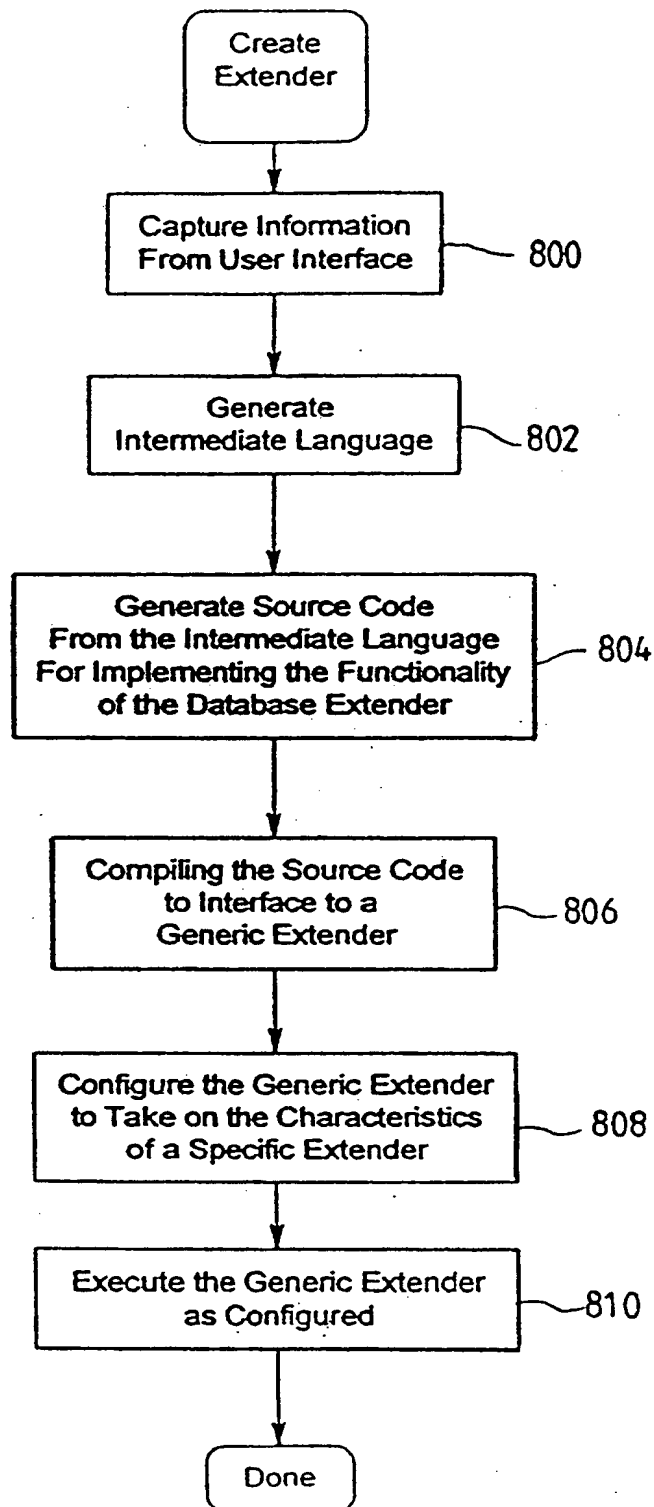 Create
Extender
Capture Information
From User Interface
800
Generate
Intermediate Language
802
Generate Source Code
From the Intermediate Language
For Implementing the Functionality
of the Database Extender
804
Compiling the Source Code
to Interface to a
Generic Extender
806
Configure the Generic Extender
to Take on the Characteristics
of a Specific Extender
808
Execute the Generic Extender
as Configured
810
Done